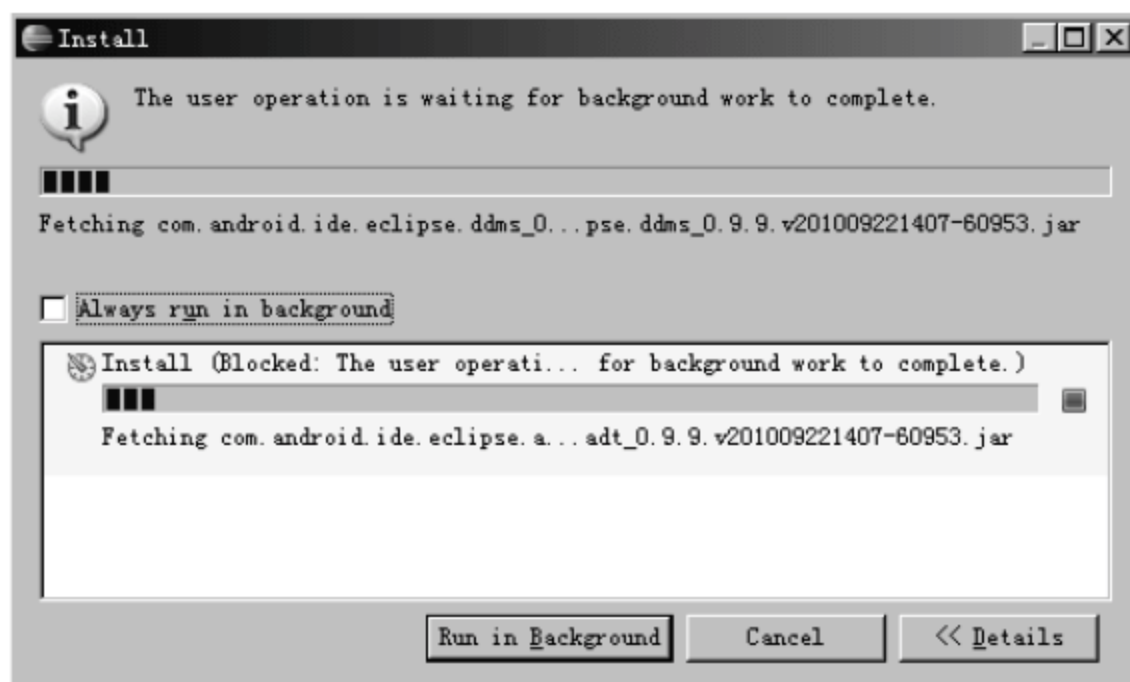 Install
The user operation is waiting for background work to complete.
Fetching com.android.ide.eclipse.ddms_0...pse.ddms_0.9.9.v201009221407-60953.jar
Always run in background
Install (Blocked: The user operati... for background work to complete.)
Fetching com.android.ide.eclipse.a...adt_0.9.9.v201009221407-60953.jar
Run in Background
Cancel
<< Details